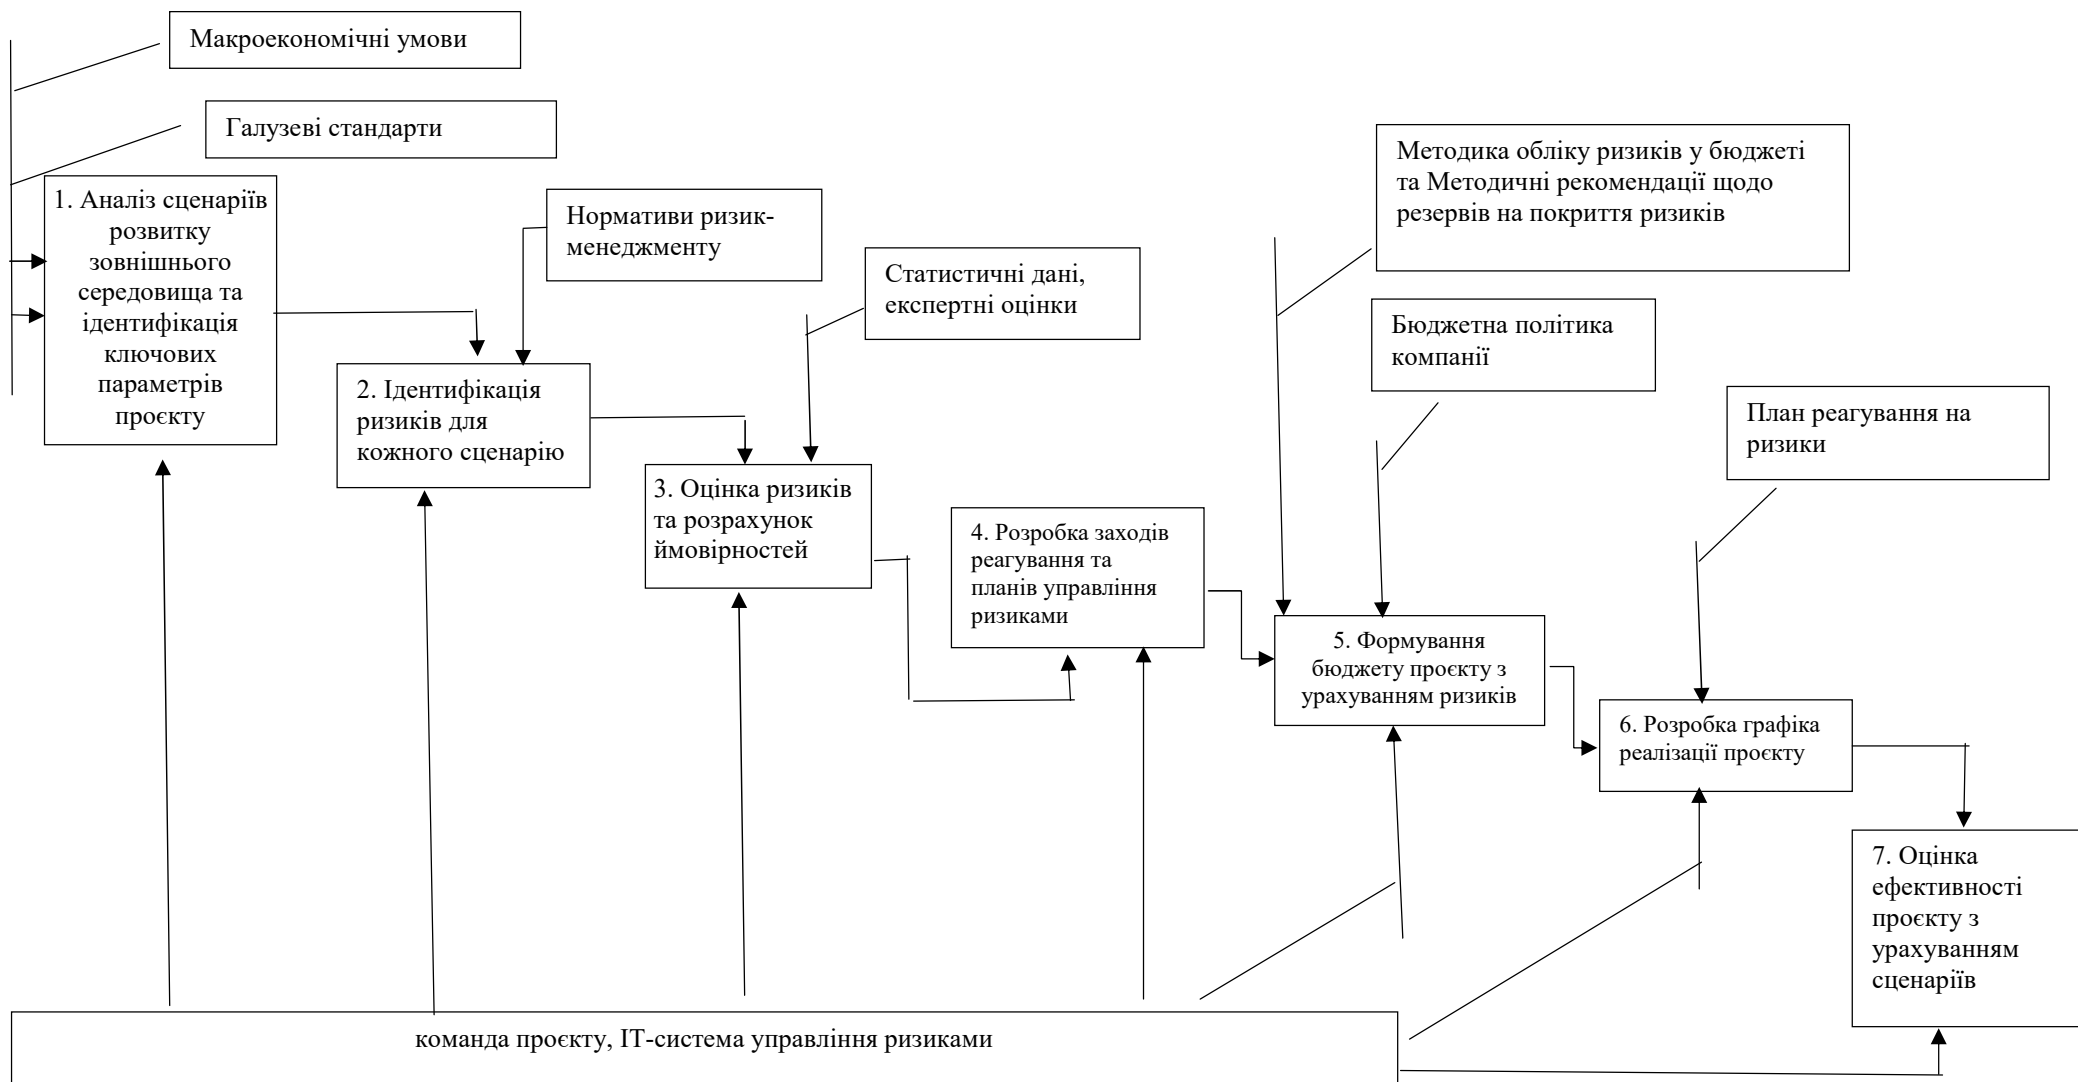 Макроекономічні умови
Галузеві стандарти
1. Аналіз сценаріїв
розвитку
зовнішнього
середовища та
ідентифікація
ключових
параметрів
проєкту
Нормативи ризик-
менеджменту
2. Ідентифікація
ризиків для
кожного сценарію
Статистичні дані,
експертні оцінки
3. Оцінка ризиків
та розрахунок
ймовірностей
4. Розробка заходів
реагування та
планів управління
ризиками
Методика обліку ризиків у бюджеті
та Методичні рекомендації щодо
резервів на покриття ризиків
Бюджетна політика
компанії
5. Формування
бюджету проєкту з
урахуванням ризиків
План реагування на
ризики
6. Розробка графіка
реалізації проєкту
7. Оцінка
ефективності
проєкту з
урахуванням
сценаріїв
команда проєкту, ІТ-система управління ризиками